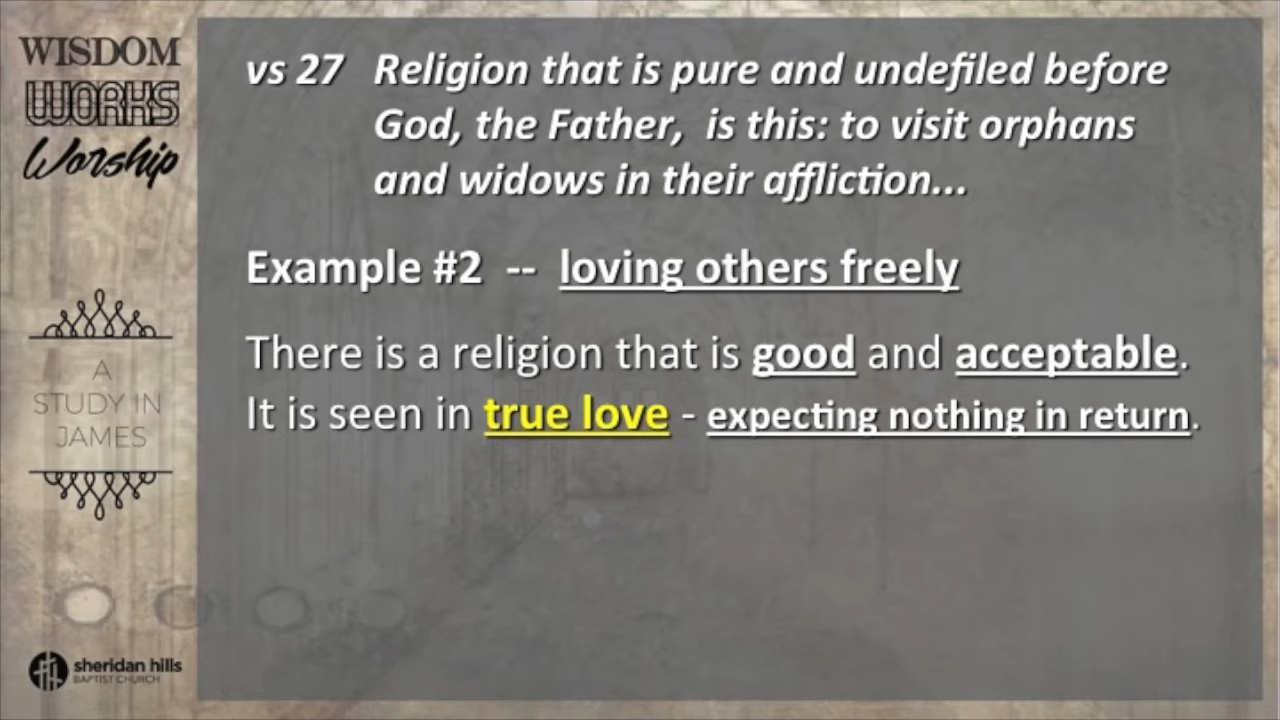 WISDOM
WORKS
Worship
A
STUDY IN
JAMES
sheridan hills
BAPTIST CHURCH
vs 27 Religion that is pure and undefiled before
God, the Father, is this: to visit orphans
and widows in their affliction...
Example #2 -- loving others freely
There is a religion that is good and acceptable.
It is seen in true love - expecting nothing in return.